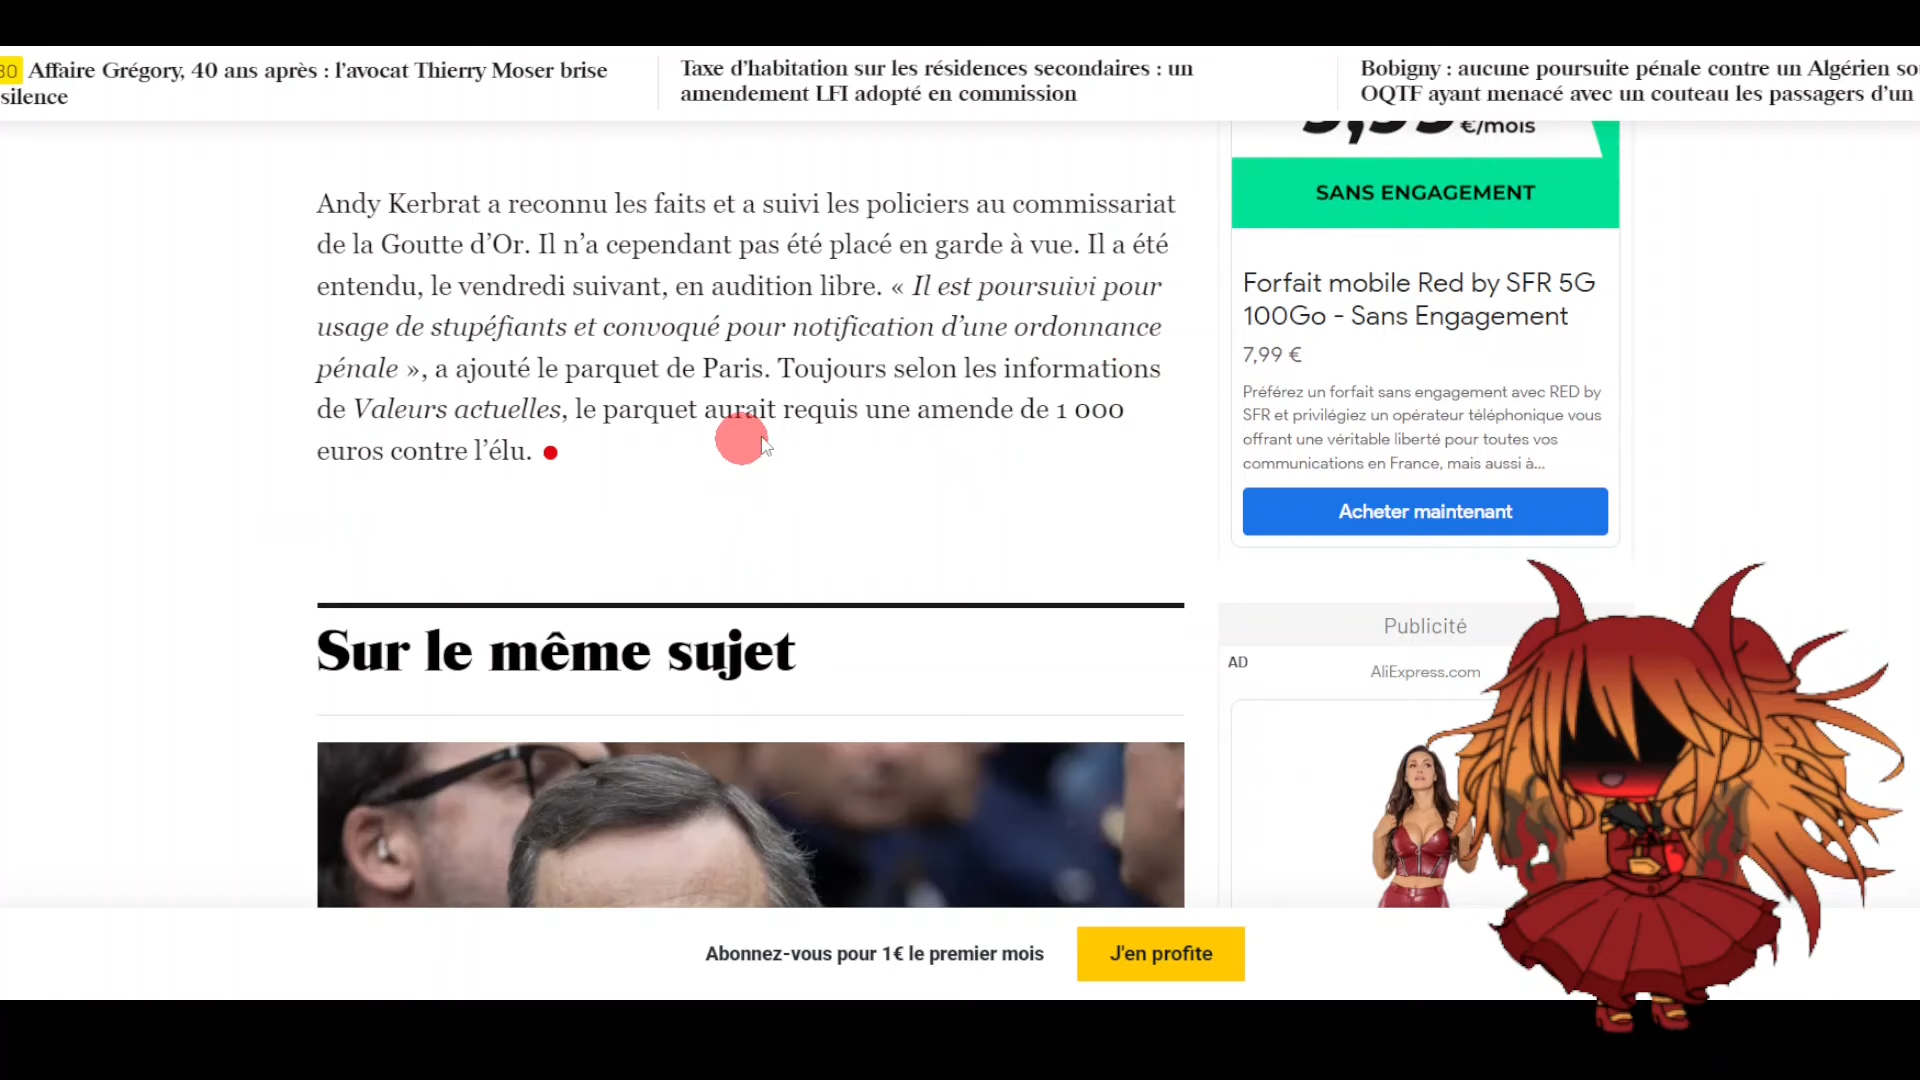 30 Affaire Grégory, 40 ans après : l’avocat Thierry Moser brise
silence
Taxe d’habitation sur les résidences secondaires : un
amendement LFI adopté en commission
Bobigny : aucune poursuite pénale contre un Algérien
OQTF ayant menacé avec un couteau les passagers d’un
€/mois
SANS ENGAGEMENT
Andy Kerbrat a reconnu les faits et a suivi les policiers au commissariat
de la Goutte d’Or. Il n’a cependant pas été placé en garde à vue. Il a été
entendu, le vendredi suivant, en audition libre. « Il est poursuivi pour
usage de stupéfiants et convoqué pour notification d’une ordonnance
pénale », a ajouté le parquet de Paris. Toujours selon les informations
de Valeurs actuelles, le parquet aurait requis une amende de 1 000
euros contre l’élu.
Forfait mobile Red by SFR 5G
100Go - Sans Engagement
7,99 €
Préférez un forfait sans engagement avec RED by
SFR et privilégiez un opérateur téléphonique vous
offrant une véritable liberté pour toutes vos
communications en France, mais aussi à...
Acheter maintenant
Publicité
AD
AliExpress.com
Sur le même sujet
Abonnez-vous pour 1€ le premier mois
J'en profite